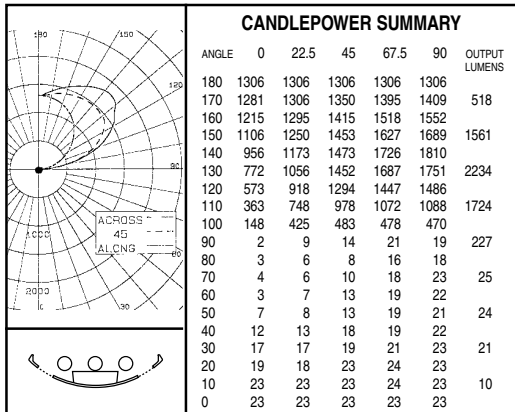 180
150
120
90
60
30
1000
2000
ACROSS
45
ALONG
CANDLEPOWER SUMMARY
ANGLE 0 22.5 45 67.5 90 OUTPUT
LUMENS
180 1306 1306 1306 1306 1306
170 1281 1306 1350 1395 1409 518
160 1215 1295 1415 1518 1552
150 1106 1250 1453 1627 1689 1561
140 956 1173 1473 1726 1810
130 772 1056 1452 1687 1751 2234
120 573 918 1294 1447 1486
110 363 748 978 1072 1088 1724
100 148 425 483 478 470
90 2 9 14 21 19 227
80 3 6 8 16 18
70 4 6 10 18 23 25
60 3 7 13 19 22
50 7 8 13 19 21 24
40 12 13 18 19 22
30 17 17 19 21 23 21
20 19 18 23 24 23
10 23 23 23 24 23 10
0 23 23 23 23 23